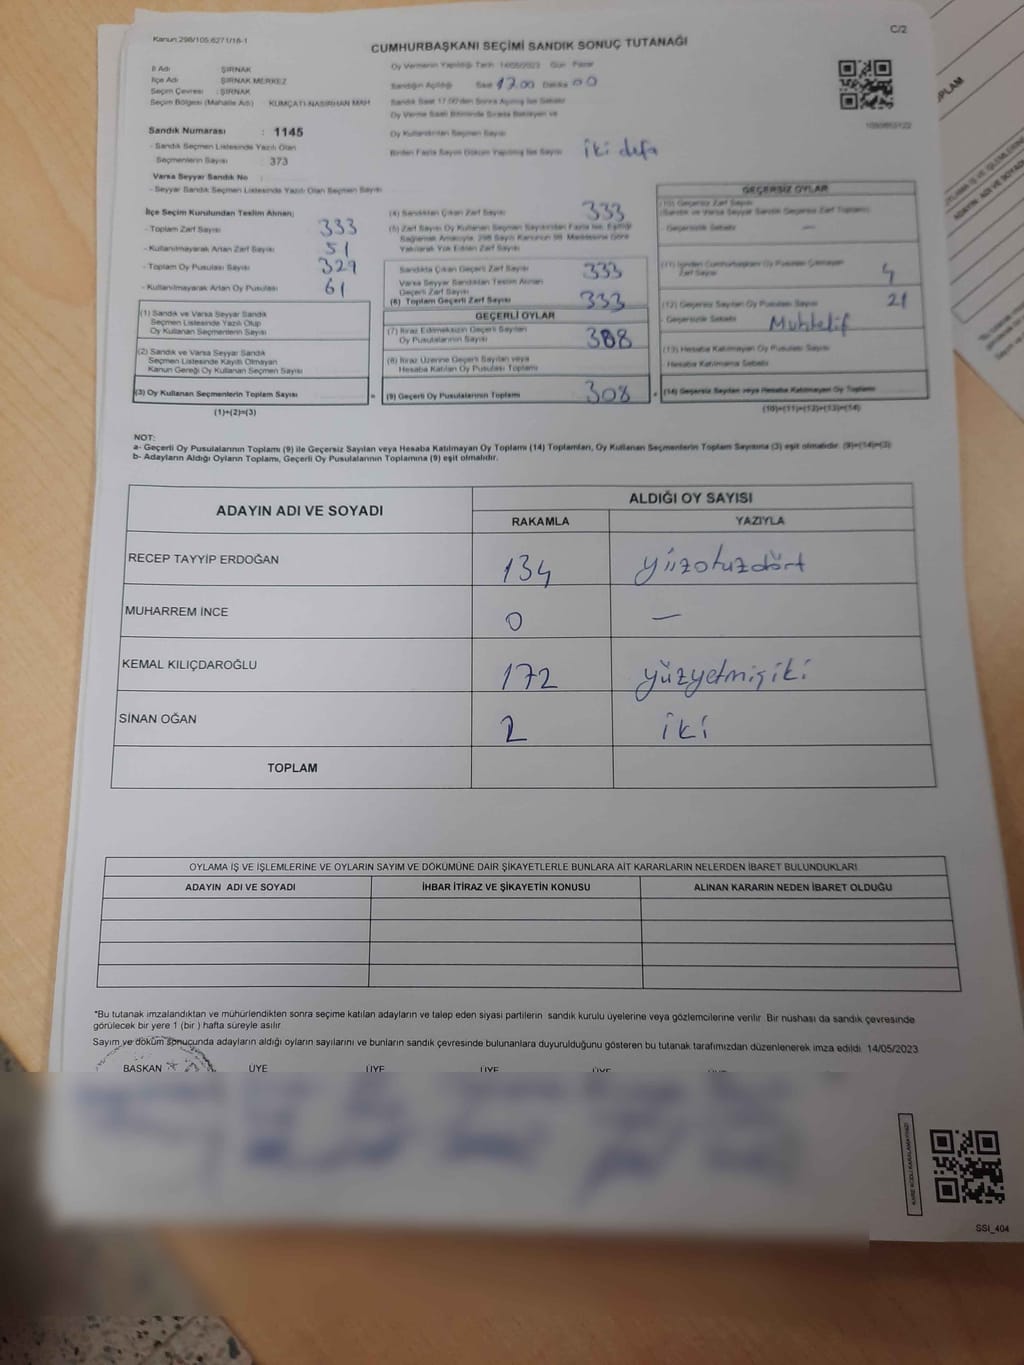 Kanun:298/105;6271/18-1
C/2
CUMHURBAŞKANI SEÇİMİ SANDIK SONUÇ TUTANAĞI
İl Adı ŞIRNAK
İlçe Adı ŞIRNAK MERKEZ
Seçim Çevresi : ŞIRNAK
Seçim Bölgesi (Mahalle Adı) KUMÇATI-NASIRHAN MAH
Sandık Numarası : 1145
- Sandık Seçmen Listesinde Yazılı Olan
Seçmenlerin Sayısı : 373
Varsa Seyyar Sandık No :
- Seyyar Sandık Seçmen Listesinde Yazılı Olan Seçmen Sayısı
Oy Vermenin Yapıldığı Tarih 14/05/2023 Gün Pazar
Sandığın Açıldığı Saat 17.00 Dakika 00
Sandık Saat 17.00'den Sonra Açılmış İse Sebebi
Oy Verme Saati Bitiminde Sırada Bekleyen ve
Oy Kullandırılan Seçmen Sayısı
Birden Fazla Sayım Döküm Yapılmış İse Sayısı iki defa
İlçe Seçim Kurulundan Teslim Alınan;
- Toplam Zarf Sayısı 333
- Kullanılmayarak Artan Zarf Sayısı 51
- Toplam Oy Pusulası Sayısı 329
- Kullanılmayarak Artan Oy Pusulası 61
(1) Sandık ve Varsa Seyyar Sandık
Seçmen Listesinde Yazılı Olup
Oy Kullanan Seçmenlerin Sayısı
(2) Sandık ve Varsa Seyyar Sandık
Seçmen Listesinde Kayıtlı Olmayan
Kanun Gereği Oy Kullanan Seçmen Sayısı
(3) Oy Kullanan Seçmenlerin Toplam Sayısı =
(1)+(2)=(3)
(4) Sandıktan Çıkan Zarf Sayısı 333
(5) Zarf Sayısı Oy Kullanan Seçmen Sayısından Fazla İse, Eşitliği
Sağlamak Amacıyla, 298 Sayılı Kanunun 98. Maddesine Göre
Yakılarak Yok Edilen Zarf Sayısı
Sandıkta Çıkan Geçerli Zarf Sayısı 333
Varsa Seyyar Sandıktan Teslim Alınan
Geçerli Zarf Sayısı
(6) Toplam Geçerli Zarf Sayısı 333
GEÇERLİ OYLAR
(7) İtiraz Edilmeksizin Geçerli Sayılan
Oy Pusulalarının Sayısı 308
(8) İtiraz Üzerine Geçerli Sayılan veya
Hesaba Katılan Oy Pusulası Toplamı
(9) Geçerli Oy Pusulalarının Toplamı 308 +
GEÇERSİZ OYLAR
(10) Geçersiz Zarf Sayısı
(Sandık ve Varsa Seyyar Sandık Geçersiz Zarf Toplamı)
- Geçersizlik Sebebi —
(11) İçinden Cumhurbaşkanı Oy Pusulası Çıkmayan
Zarf Sayısı 4
(12) Geçersiz Sayılan Oy Pusulası Sayısı 21
- Geçersizlik Sebebi Muhtelif
(13) Hesaba Katılmayan Oy Pusulası Sayısı
Hesaba Katılmama Sebebi
(14) Geçersiz Sayılan veya Hesaba Katılmayan Oy Toplamı
(10)+(11)+(12)+(13)=(14)
NOT:
a- Geçerli Oy Pusulalarının Toplamı (9) ile Geçersiz Sayılan veya Hesaba Katılmayan Oy Toplamı (14) Toplamları, Oy Kullanan Seçmenlerin Toplam Sayısına (3) eşit olmalıdır. (9)+(14)=(3)
b- Adayların Aldığı Oyların Toplamı, Geçerli Oy Pusulalarının Toplamına (9) eşit olmalıdır.
ADAYIN ADI VE SOYADI
ALDIĞI OY SAYISI
RAKAMLA YAZIYLA
RECEP TAYYİP ERDOĞAN 134 yüzotuzdört
MUHARREM İNCE 0 —
KEMAL KILIÇDAROĞLU 172 yüzyetmişiki
SİNAN OĞAN 2 iki
TOPLAM
OYLAMA İŞ VE İŞLEMLERİNE VE OYLARIN SAYIM VE DÖKÜMÜNE DAİR ŞİKAYETLERLE BUNLARA AİT KARARLARIN NELERDEN İBARET BULUNDUKLARI
ADAYIN ADI VE SOYADI İHBAR İTİRAZ VE ŞİKAYETİN KONUSU ALINAN KARARIN NEDEN İBARET OLDUĞU
*Bu tutanak imzalandıktan ve mühürlendikten sonra seçime katılan adayların ve talep eden siyasi partilerin sandık kurulu üyelerine veya gözlemcilerine verilir. Bir nüshası da sandık çevresinde
görülecek bir yere 1 (bir ) hafta süreyle asılır
Sayım ve döküm sonucunda adayların aldığı oyların sayılarını ve bunların sandık çevresinde bulunanlara duyurulduğunu gösteren bu tutanak tarafımızdan düzenlenerek imza edildi. 14/05/2023
BAŞKAN ÜYE ÜYE ÜYE ÜYE
SSI_404